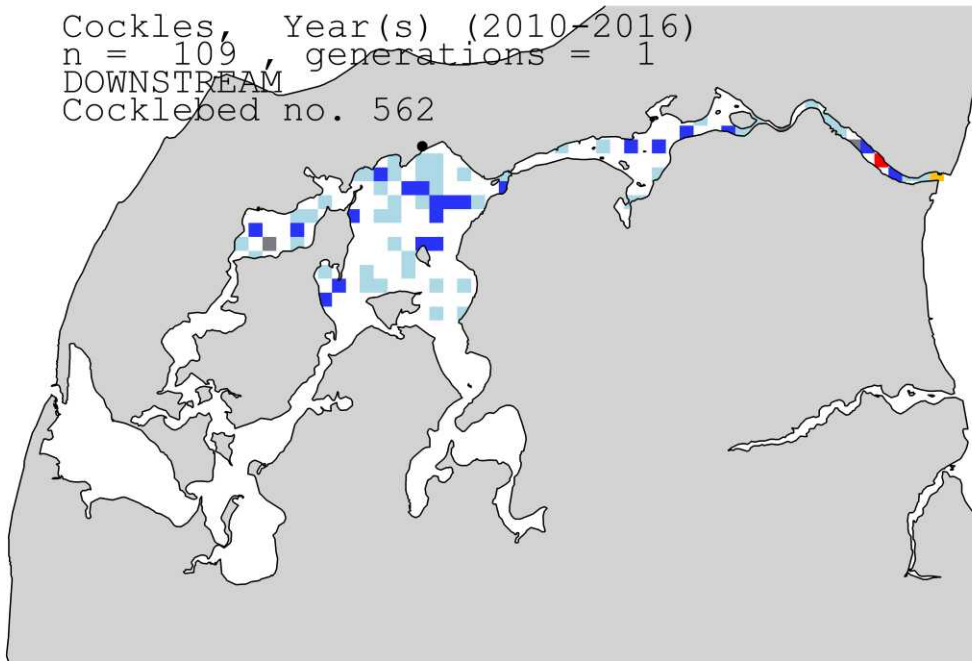 Cockles, Year(s) (2010-2016)
n = 109 , generations = 1
DOWNSTREAM
Cocklebed no. 562